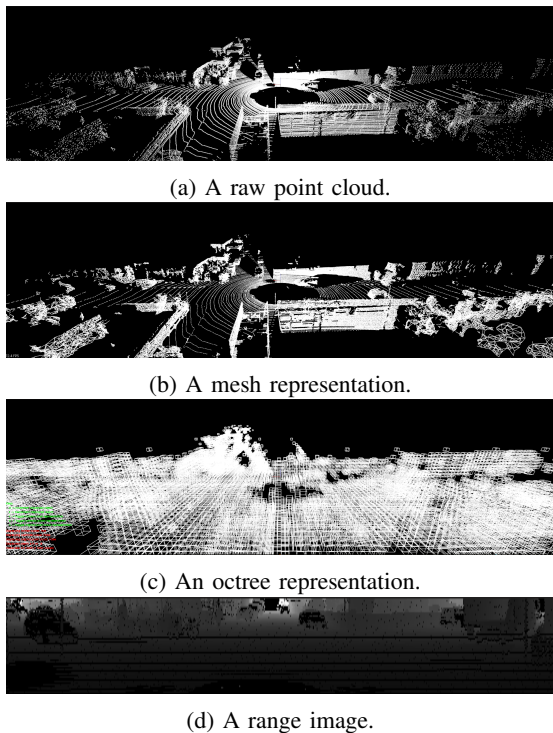 (a) A raw point cloud.
(b) A mesh representation.
(c) An octree representation.
(d) A range image.